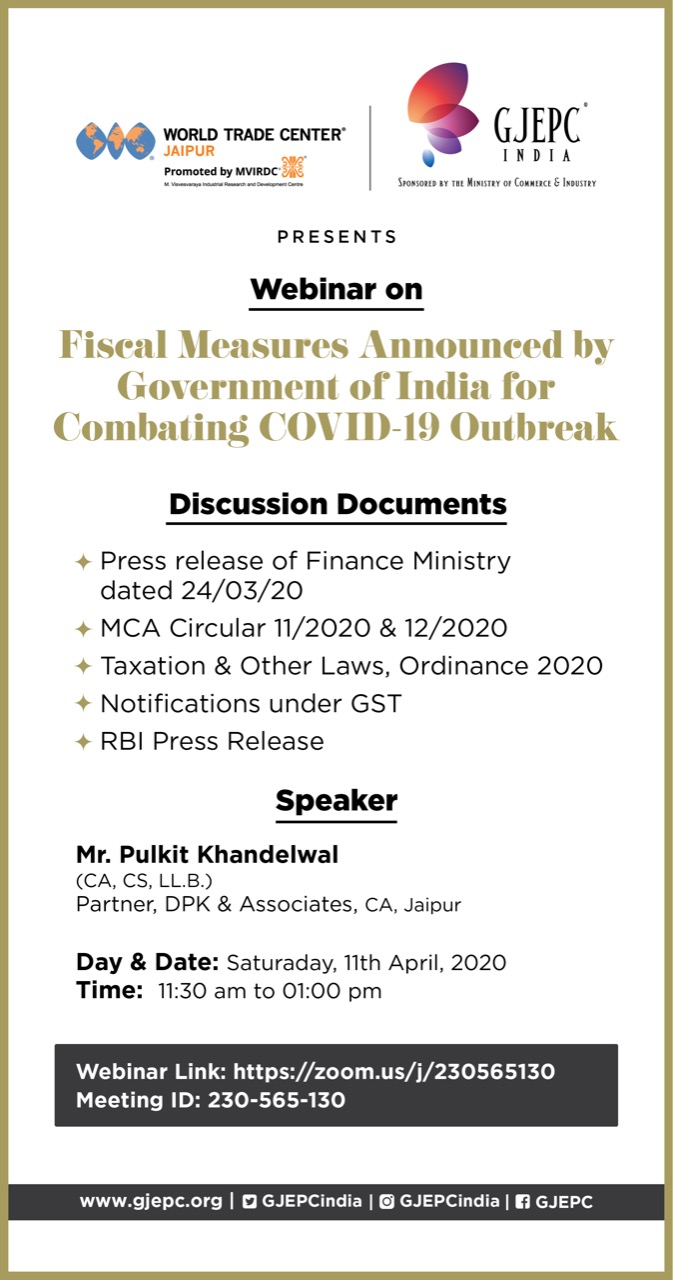 WORLD TRADE CENTER®
JAIPUR
Promoted by MVIRDC
M. Visvesvaraya Industrial Research and Development Centre
GJEPC
INDIA
SPONSORED BY THE MINISTRY OF COMMERCE & INDUSTRY
PRESENTS
Webinar on
Fiscal Measures Announced by
Government of India for
Combating COVID-19 Outbreak
Discussion Documents
✦ Press release of Finance Ministry
dated 24/03/20
✦ MCA Circular 11/2020 & 12/2020
✦ Taxation & Other Laws, Ordinance 2020
✦ Notifications under GST
✦ RBI Press Release
Speaker
Mr. Pulkit Khandelwal
(CA, CS, LL.B.)
Partner, DPK & Associates, CA, Jaipur
Day & Date: Saturaday, 11th April, 2020
Time: 11:30 am to 01:00 pm
Webinar Link: https://zoom.us/j/230565130
Meeting ID: 230-565-130
www.gjepc.org | GJEPCindia | GJEPCindia | GJEPC